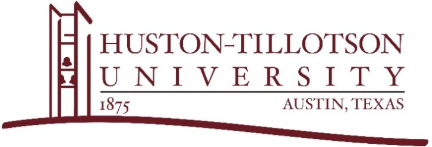 HUSTON-TILLOTSON
UNIVERSITY
1875 AUSTIN, TEXAS